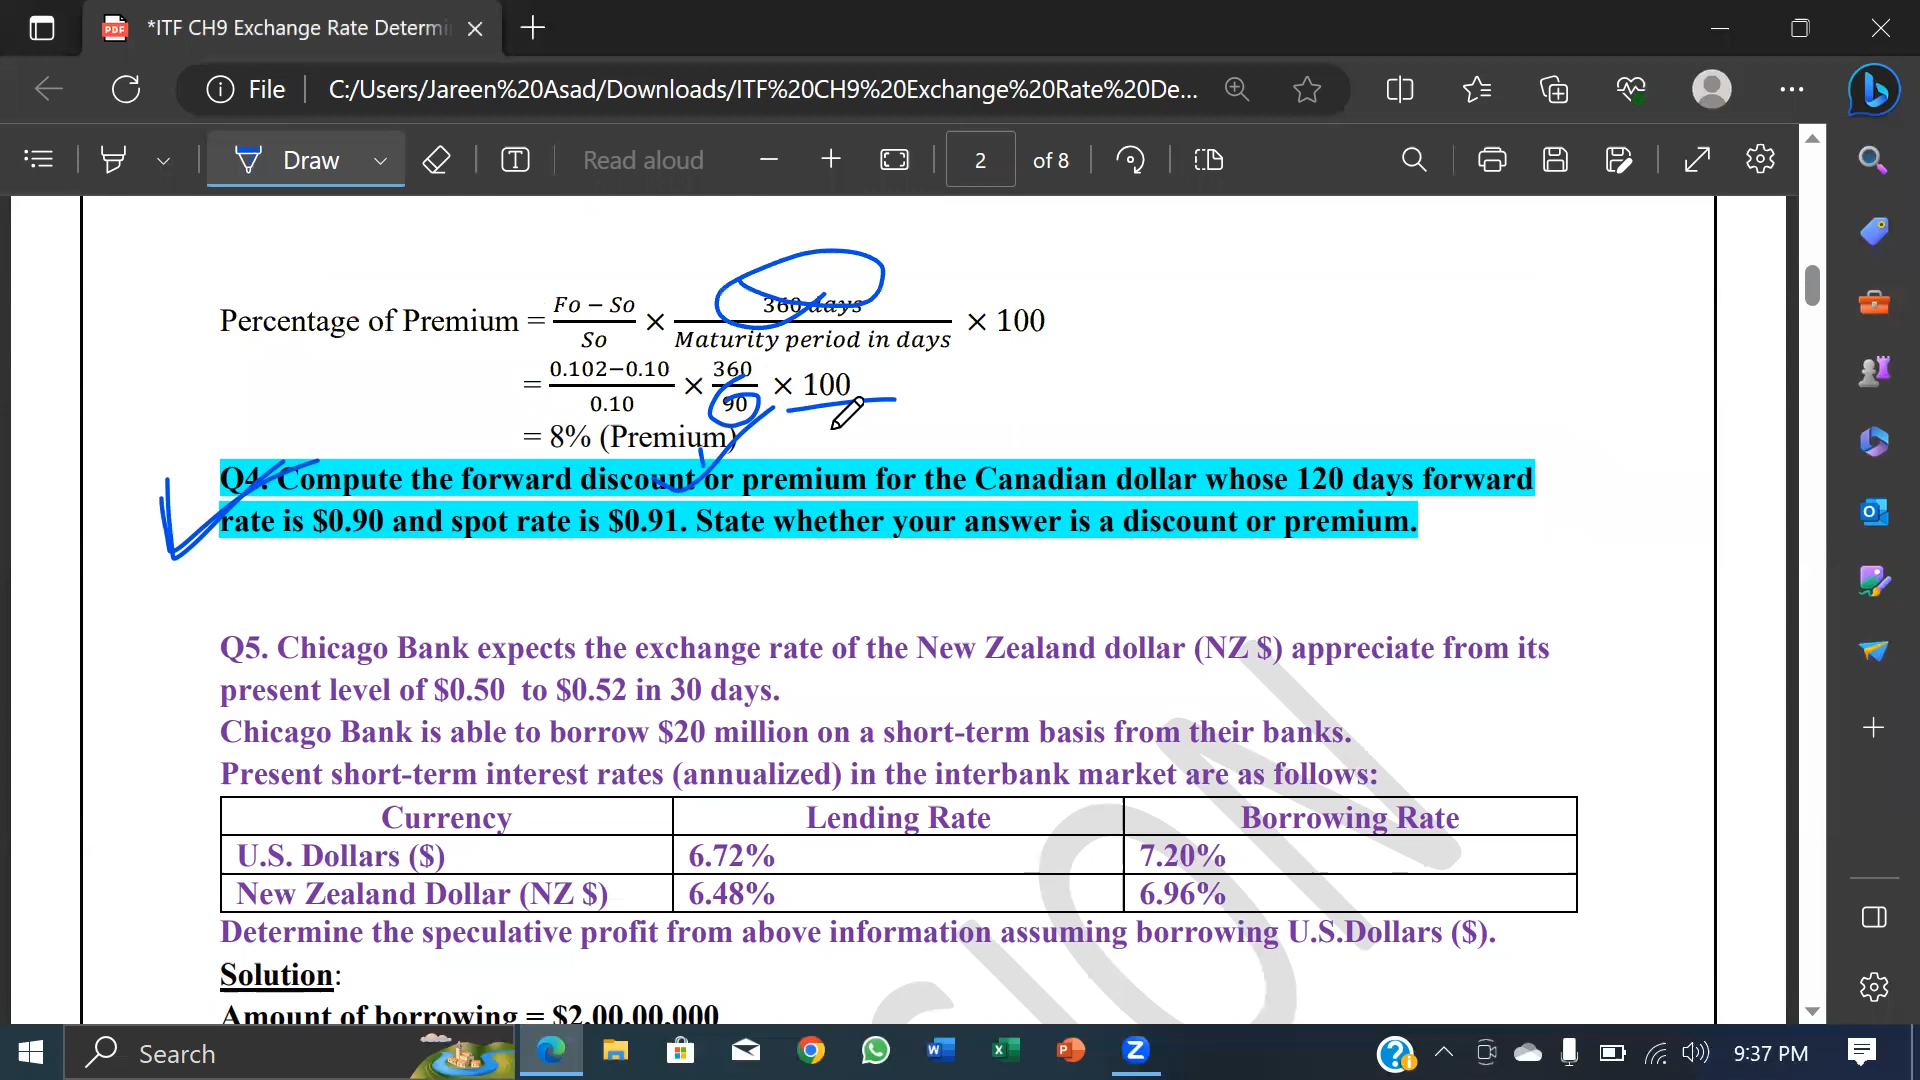 *ITF CH9 Exchange Rate Determi
File
C:/Users/Jareen%20Asad/Downloads/ITF%20CH9%20Exchange%20Rate%20De...
Draw
Read aloud
2
of 8
Percentage of Premium = Fo − So / So × 360 days / Maturity period in days × 100
= 0.102−0.10 / 0.10 × 360 / 90 × 100
= 8% (Premium)
Q4. Compute the forward discount or premium for the Canadian dollar whose 120 days forward
rate is $0.90 and spot rate is $0.91. State whether your answer is a discount or premium.
Q5. Chicago Bank expects the exchange rate of the New Zealand dollar (NZ $) appreciate from its
present level of $0.50 to $0.52 in 30 days.
Chicago Bank is able to borrow $20 million on a short-term basis from their banks.
Present short-term interest rates (annualized) in the interbank market are as follows:
Currency Lending Rate Borrowing Rate
U.S. Dollars ($) 6.72% 7.20%
New Zealand Dollar (NZ $) 6.48% 6.96%
Determine the speculative profit from above information assuming borrowing U.S.Dollars ($).
Solution:
Amount of borrowing = $2,00,00,000
Search
9:37 PM